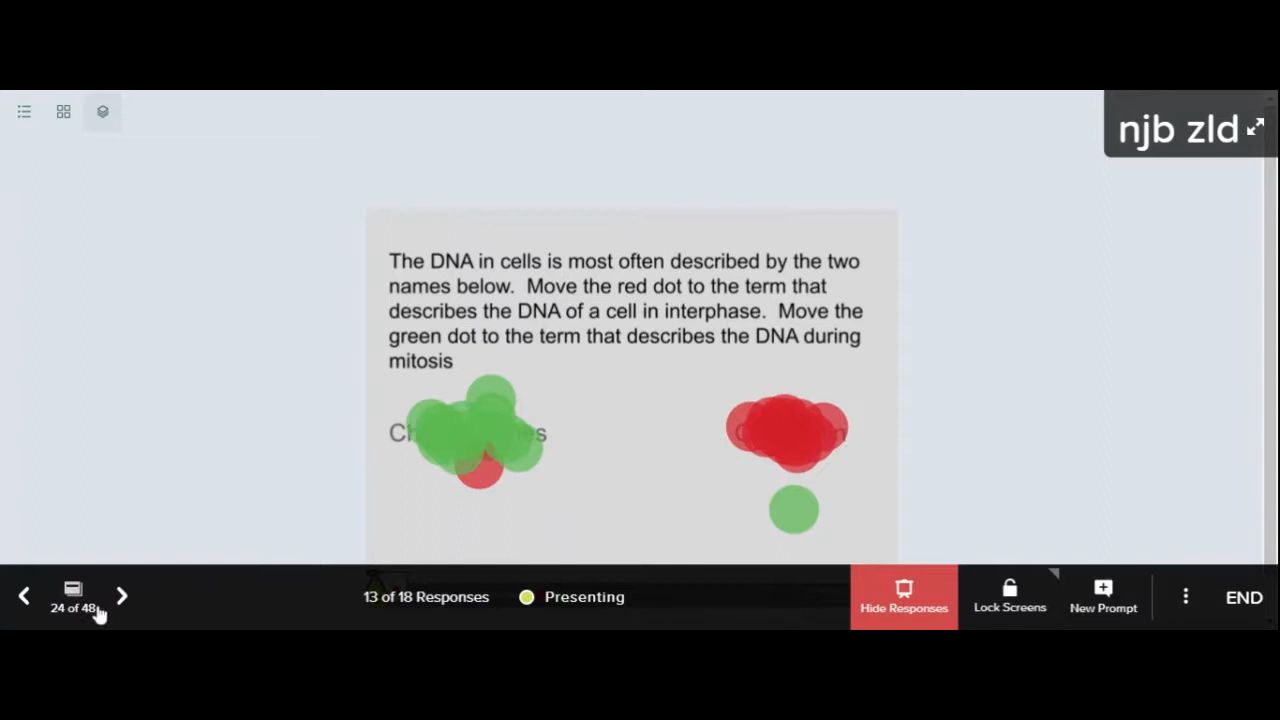 njb zld
The DNA in cells is most often described by the two
names below. Move the red dot to the term that
describes the DNA of a cell in interphase. Move the
green dot to the term that describes the DNA during
mitosis
24 of 48
13 of 18 Responses
Presenting
Hide Responses
Lock Screens
New Prompt
END